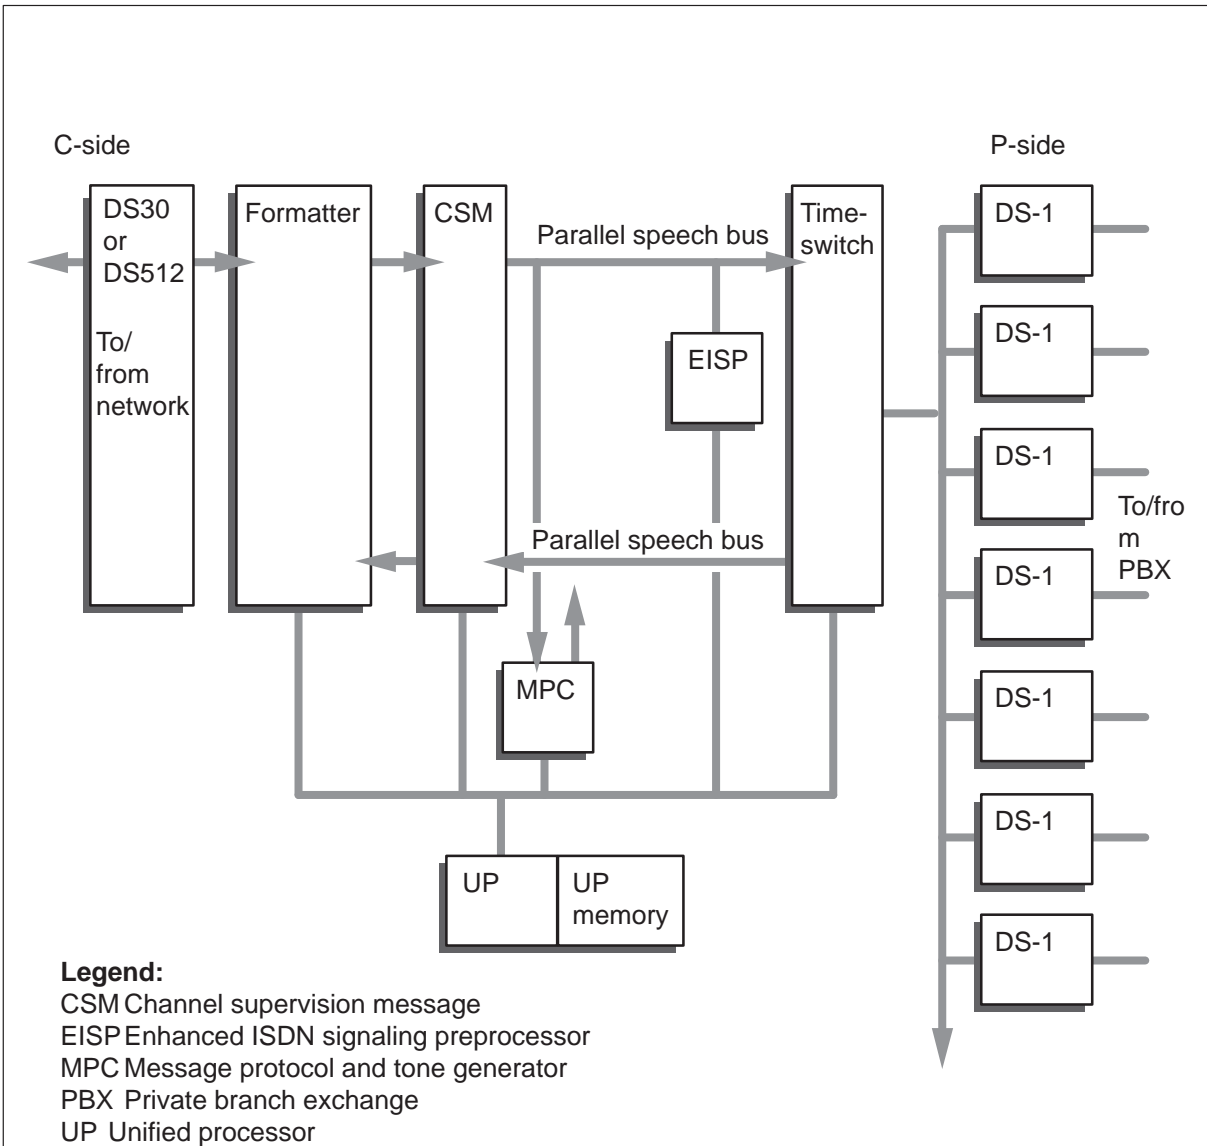 C-side
P-side
DS30
or
DS512
To/
from
network
Formatter
CSM
Parallel speech bus
Time-
switch
EISP
Parallel speech bus
MPC
UP
UP
memory
DS-1
DS-1
DS-1
DS-1
DS-1
DS-1
DS-1
To/fro
m
PBX
Legend:
CSM Channel supervision message
EISP Enhanced ISDN signaling preprocessor
MPC Message protocol and tone generator
PBX Private branch exchange
UP Unified processor